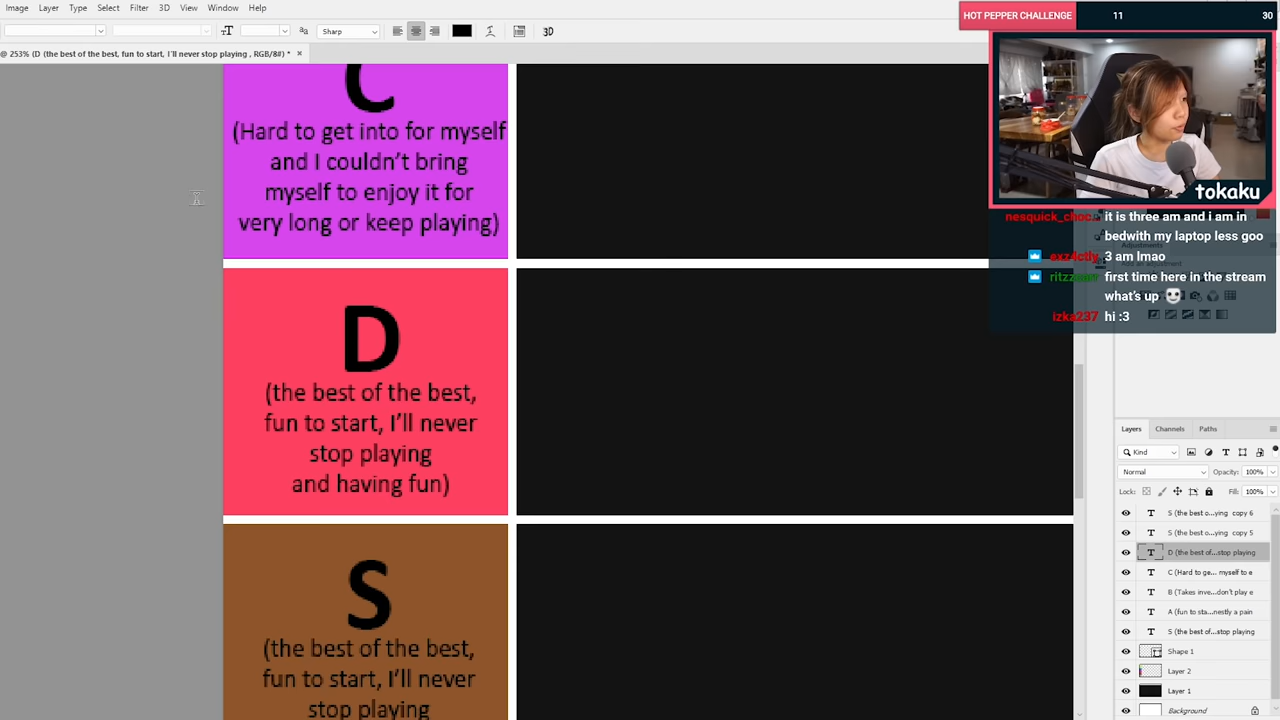 Image Layer Type Select Filter 3D View Window Help
Sharp
3D
@ 253% (D (the best of the best, fun to start, I'll never stop playing , RGB/8#) *
C
(Hard to get into for myself
and I couldn't bring
myself to enjoy it for
very long or keep playing)
D
(the best of the best,
fun to start, I'll never
stop playing
and having fun)
S
(the best of the best,
fun to start, I'll never
stop playing
HOT PEPPER CHALLENGE 11 30
tokaku
nesquick_choc.. it is three am and i am in
bedwith my laptop less goo
3 am lmao
first time here in the stream
what's up
izka237 hi :3
Adjustments
Layers Channels Paths
Kind
Normal Opacity: 100%
Lock: Fill: 100%
S (the best o...ying copy 6
S (the best o...ying copy 5
D (the best of...stop playing
C (Hard to ge... myself to e
B (Takes inve...don't play e
A (fun to sta...nestly a pain
S (the best of...stop playing
Shape 1
Layer 2
Layer 1
Background